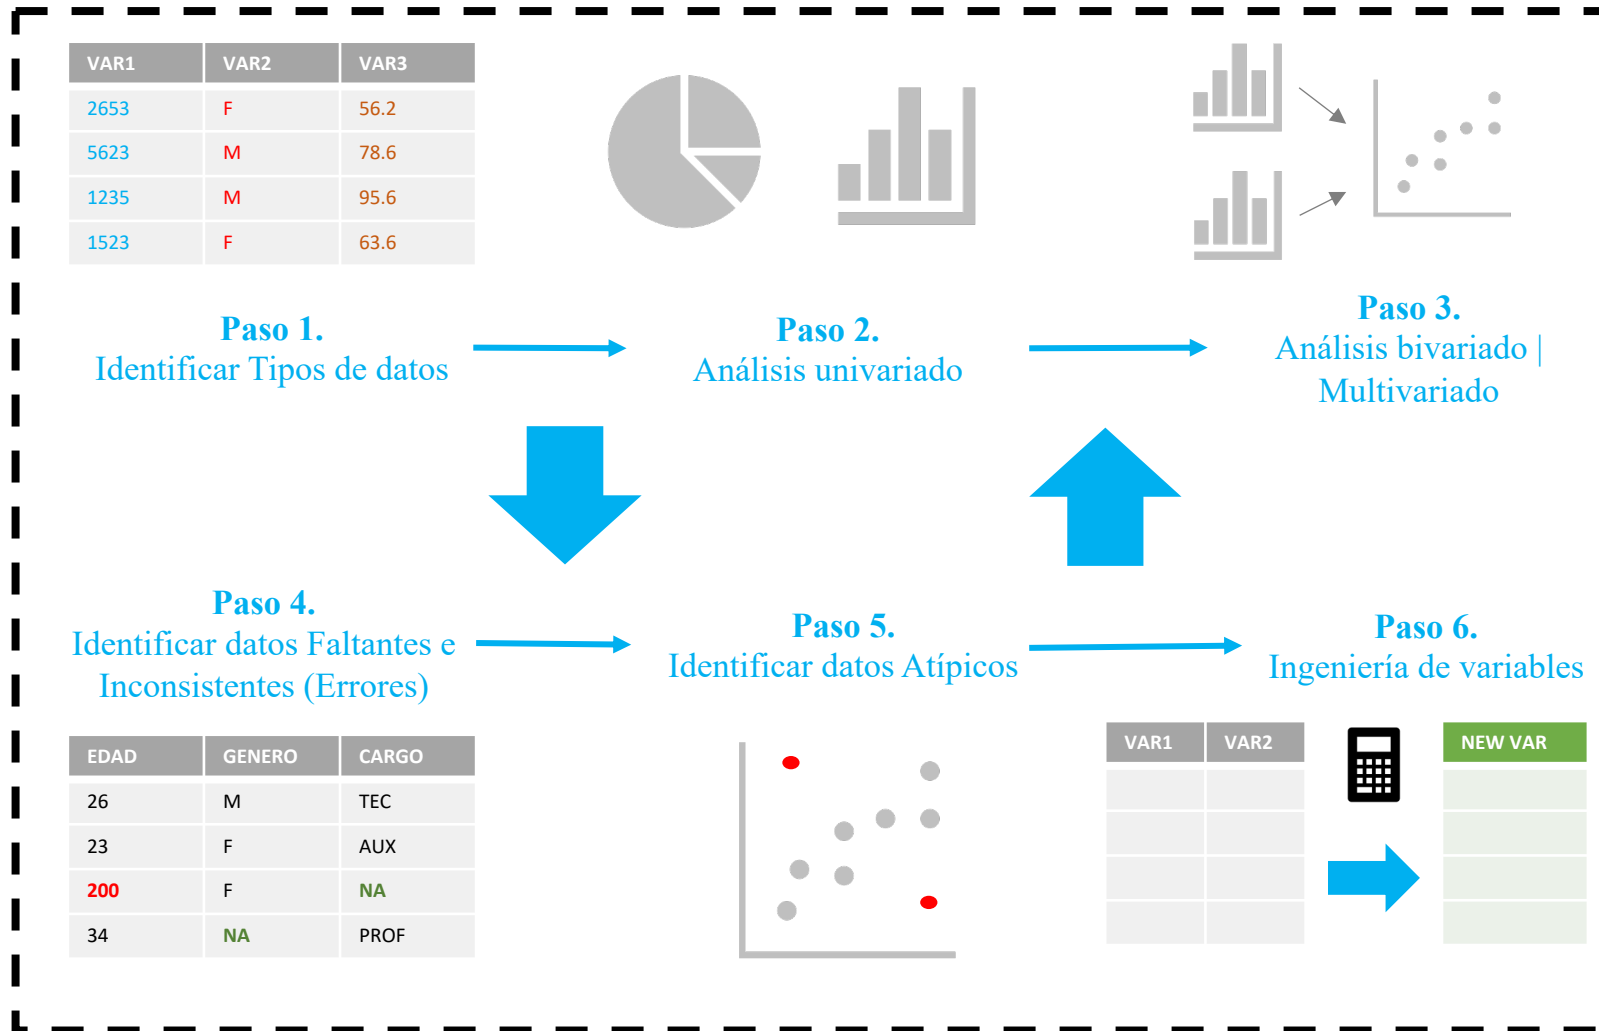 VAR1 VAR2 VAR3
2653 F 56.2
5623 M 78.6
1235 M 95.6
1523 F 63.6
Paso 1.
Identificar Tipos de datos
Paso 2.
Análisis univariado
Paso 3.
Análisis bivariado |
Multivariado
Paso 4.
Identificar datos Faltantes e
Inconsistentes (Errores)
Paso 5.
Identificar datos Atípicos
Paso 6.
Ingeniería de variables
EDAD GENERO CARGO
26 M TEC
23 F AUX
200 F NA
34 NA PROF
VAR1 VAR2
NEW VAR